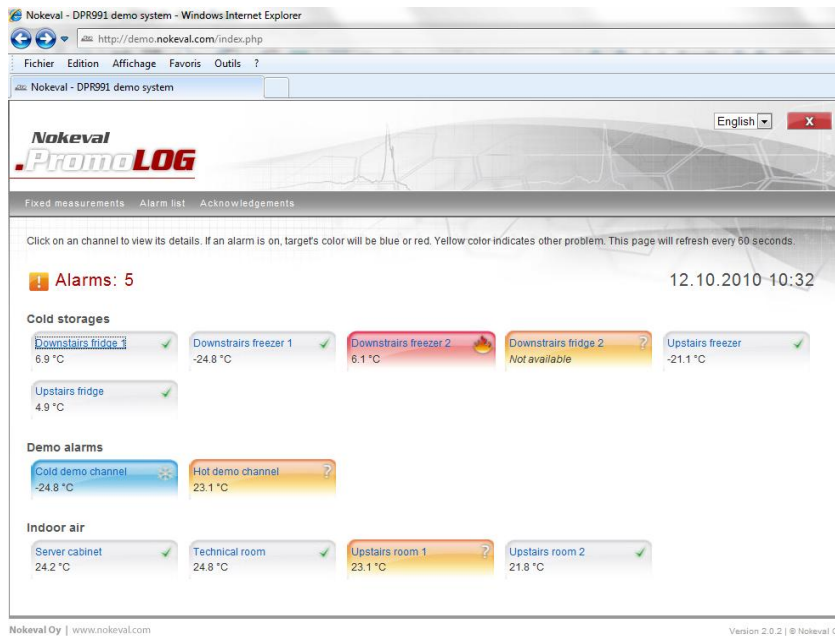 Nokeval - DPR991 demo system - Windows Internet Explorer
http://demo.nokeval.com/index.php
Fichier Edition Affichage Favoris Outils ?
Nokeval - DPR991 demo system
English X
Nokeval
.PromoLOG
Fixed measurements Alarm list Acknowledgements
Click on an channel to view its details. If an alarm is on, target's color will be blue or red. Yellow color indicates other problem. This page will refresh every 60 seconds.
! Alarms: 5 12.10.2010 10:32
Cold storages
Downstairs fridge 1 Downstrairs freezer 1 Downstrairs freezer 2 Downstrairs fridge 2 ? Upstairs freezer
6.9 °C -24.8 °C 6.1 °C Not available -21.1 °C
Upstairs fridge
4.9 °C
Demo alarms
Cold demo channel Hot demo channel ?
-24.8 °C 23.1 °C
Indoor air
Server cabinet Technical room Upstairs room 1 ? Upstairs room 2
24.2 °C 24.8 °C 23.1 °C 21.8 °C
Nokeval Oy | www.nokeval.com Version 2.0.2 | © Nokeval